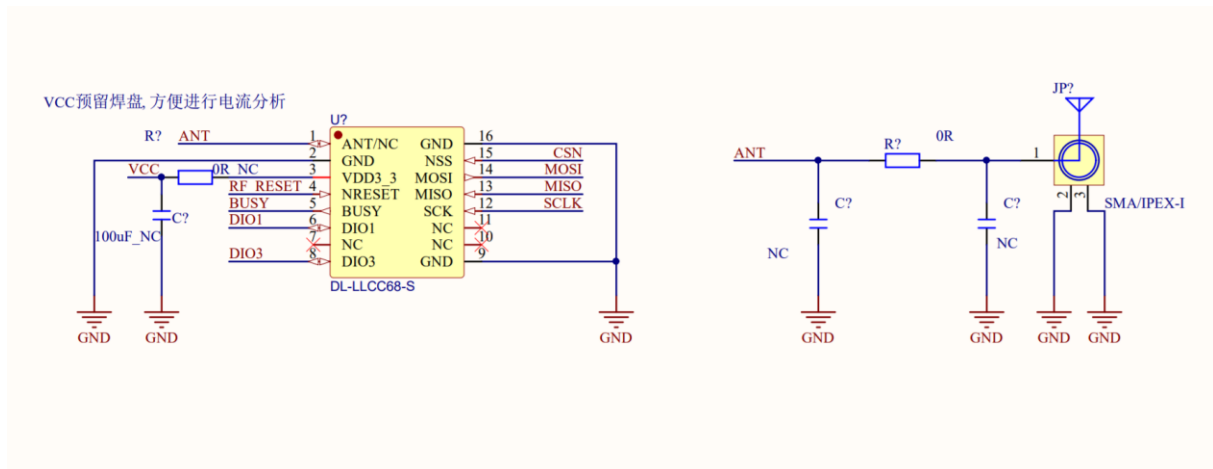 VCC预留焊盘,方便进行电流分析
U?
R? ANT 1 ANT/NC GND 16
2 GND NSS 15 CSN
VCC 0R_NC 3 VDD3_3 MOSI 14 MOSI
RF_RESET 4 NRESET MISO 13 MISO
BUSY 5 BUSY SCK 12 SCLK
DIO1 6 DIO1 NC 11
7 NC NC 10
DIO3 8 DIO3 GND 9
C?
100uF_NC
DL-LLCC68-S
GND
GND
GND
JP?
R? 0R
ANT
1
2
3
SMA/IPEX-I
C?
NC
C?
NC
GND
GND
GND
GND